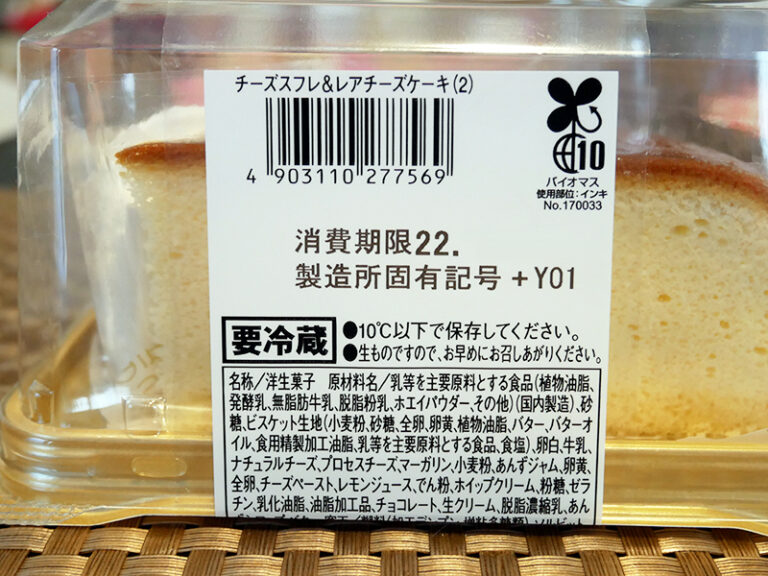 チーズスフレ&レアチーズケーキ(2)
4 903110 277569
10
バイオマス
使用部位:インキ
No.170033
消費期限22.
製造所固有記号 +Y01
要冷蔵
●10℃以下で保存してください。
●生ものですので、お早めにお召しあがりください。
名称/洋生菓子 原材料名/乳等を主要原料とする食品(植物油脂、
発酵乳、無脂肪牛乳、脱脂粉乳、ホエイパウダー、その他)(国内製造)、砂
糖、ビスケット生地(小麦粉、砂糖、全卵、卵黄、植物油脂、バター、バターオ
イル、食用精製加工油脂、乳等を主要原料とする食品、食塩)、卵白、牛乳、
ナチュラルチーズ、プロセスチーズ、マーガリン、小麦粉、あんずジャム、卵黄、
全卵、チーズペースト、レモンジュース、でん粉、ホイップクリーム、粉糖、ゼラ
チン、乳化油脂、油脂加工品、チョコレート、生クリーム、脱脂濃縮乳、あん